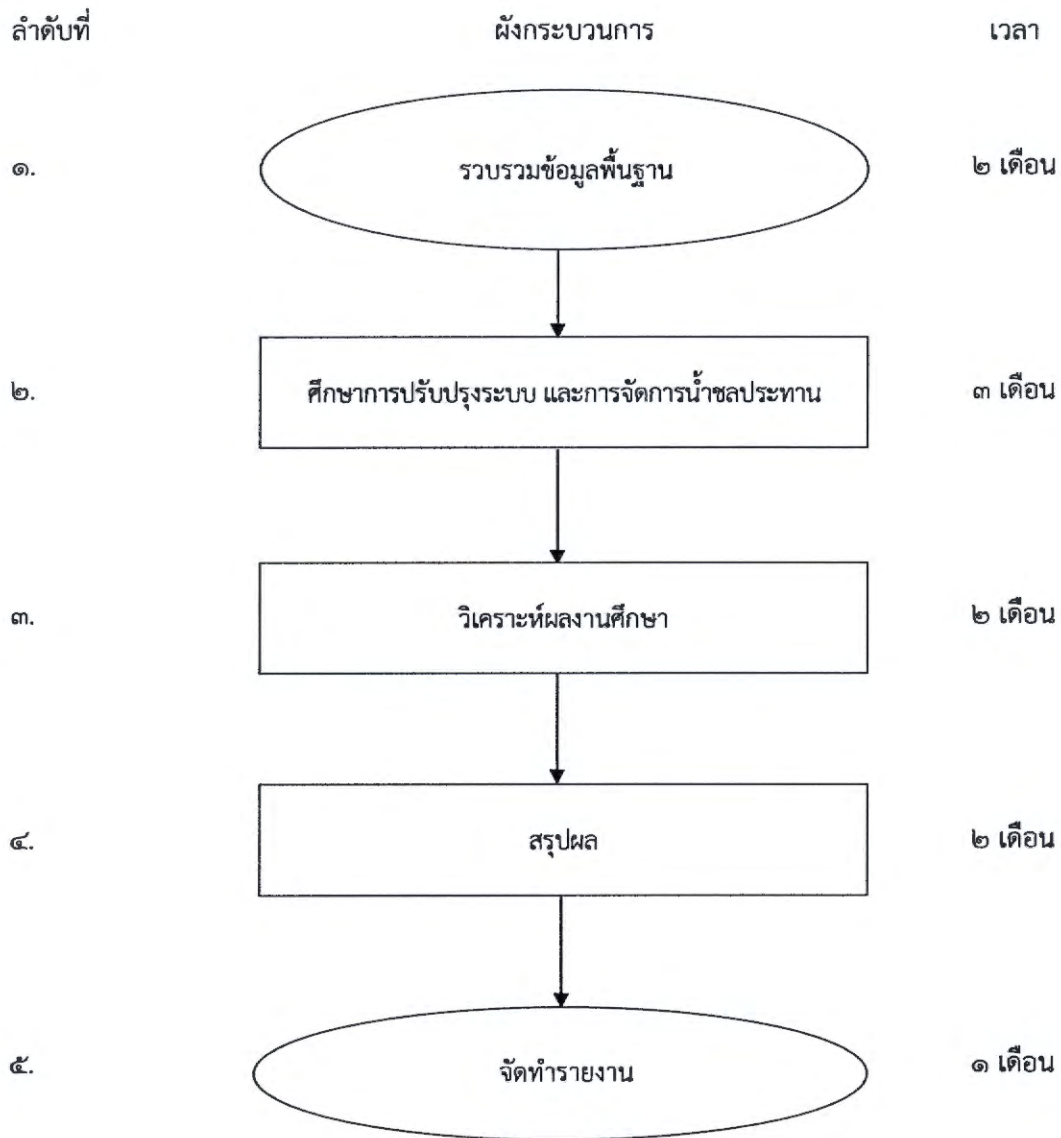 ลำดับที่ ผังกระบวนการ เวลา
๑. รวบรวมข้อมูลพื้นฐาน ๒ เดือน
๒. ศึกษาการปรับปรุงระบบ และการจัดการน้ำชลประทาน ๓ เดือน
๓. วิเคราะห์ผลงานศึกษา ๒ เดือน
๔. สรุปผล ๒ เดือน
๕. จัดทำรายงาน ๑ เดือน